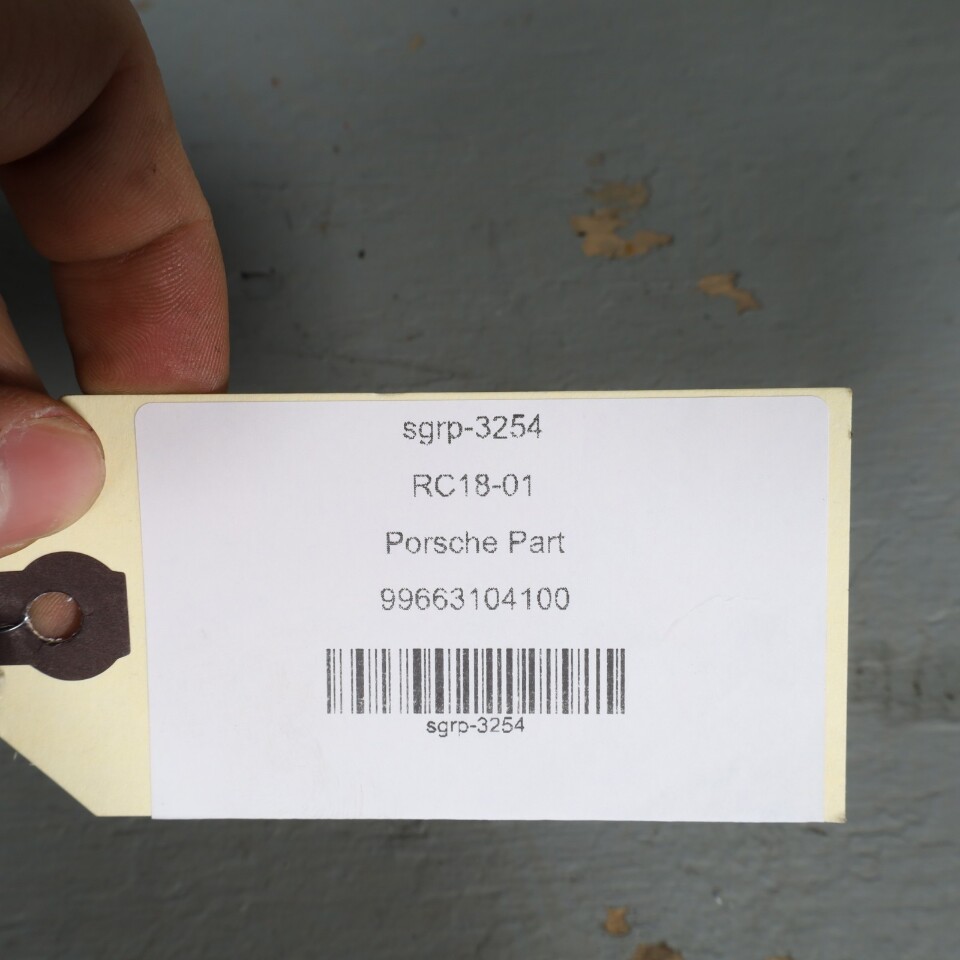 sgrp-3254
RC18-01
Porsche Part
99663104100
sgrp-3254